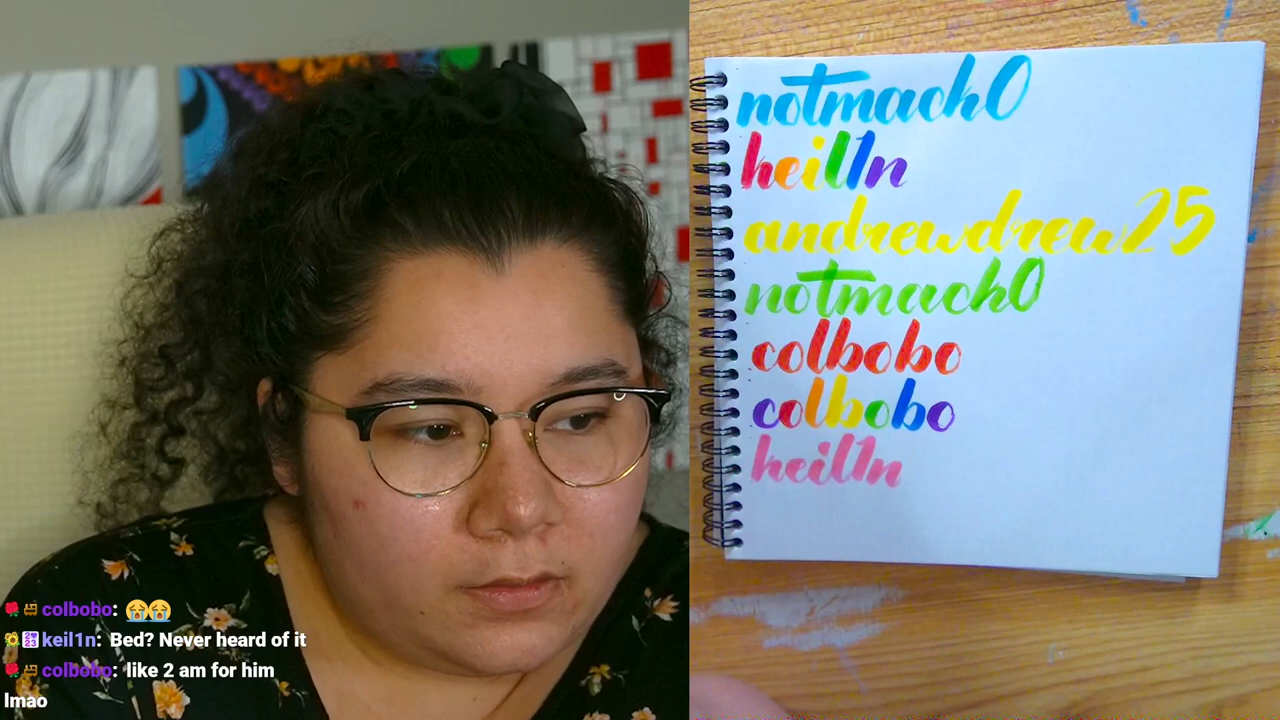 notmach0
keil1n
andrewdrew25
notmach0
colbobo
colbobo
keil1n
colbobo: 😭😭
keil1n: Bed? Never heard of it
colbobo: like 2 am for him
lmao